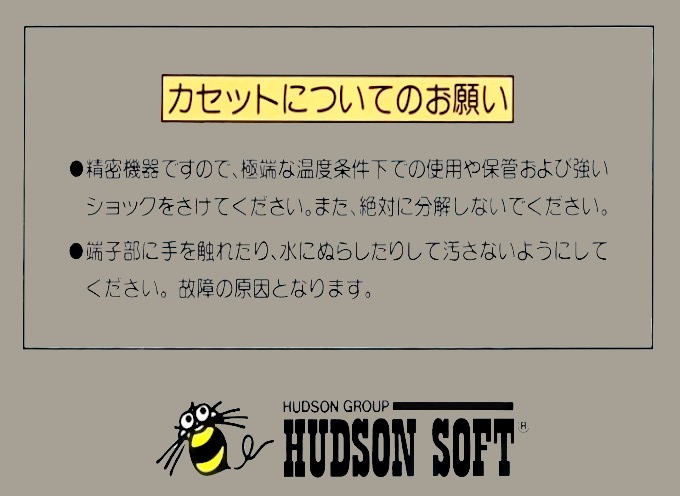 カセットについてのお願い
●精密機器ですので、極端な温度条件下での使用や保管および強い
ショックをさけてください。また、絶対に分解しないでください。
●端子部に手を触れたり、水にぬらしたりして汚さないようにして
ください。故障の原因となります。
HUDSON GROUP
HUDSON SOFT®